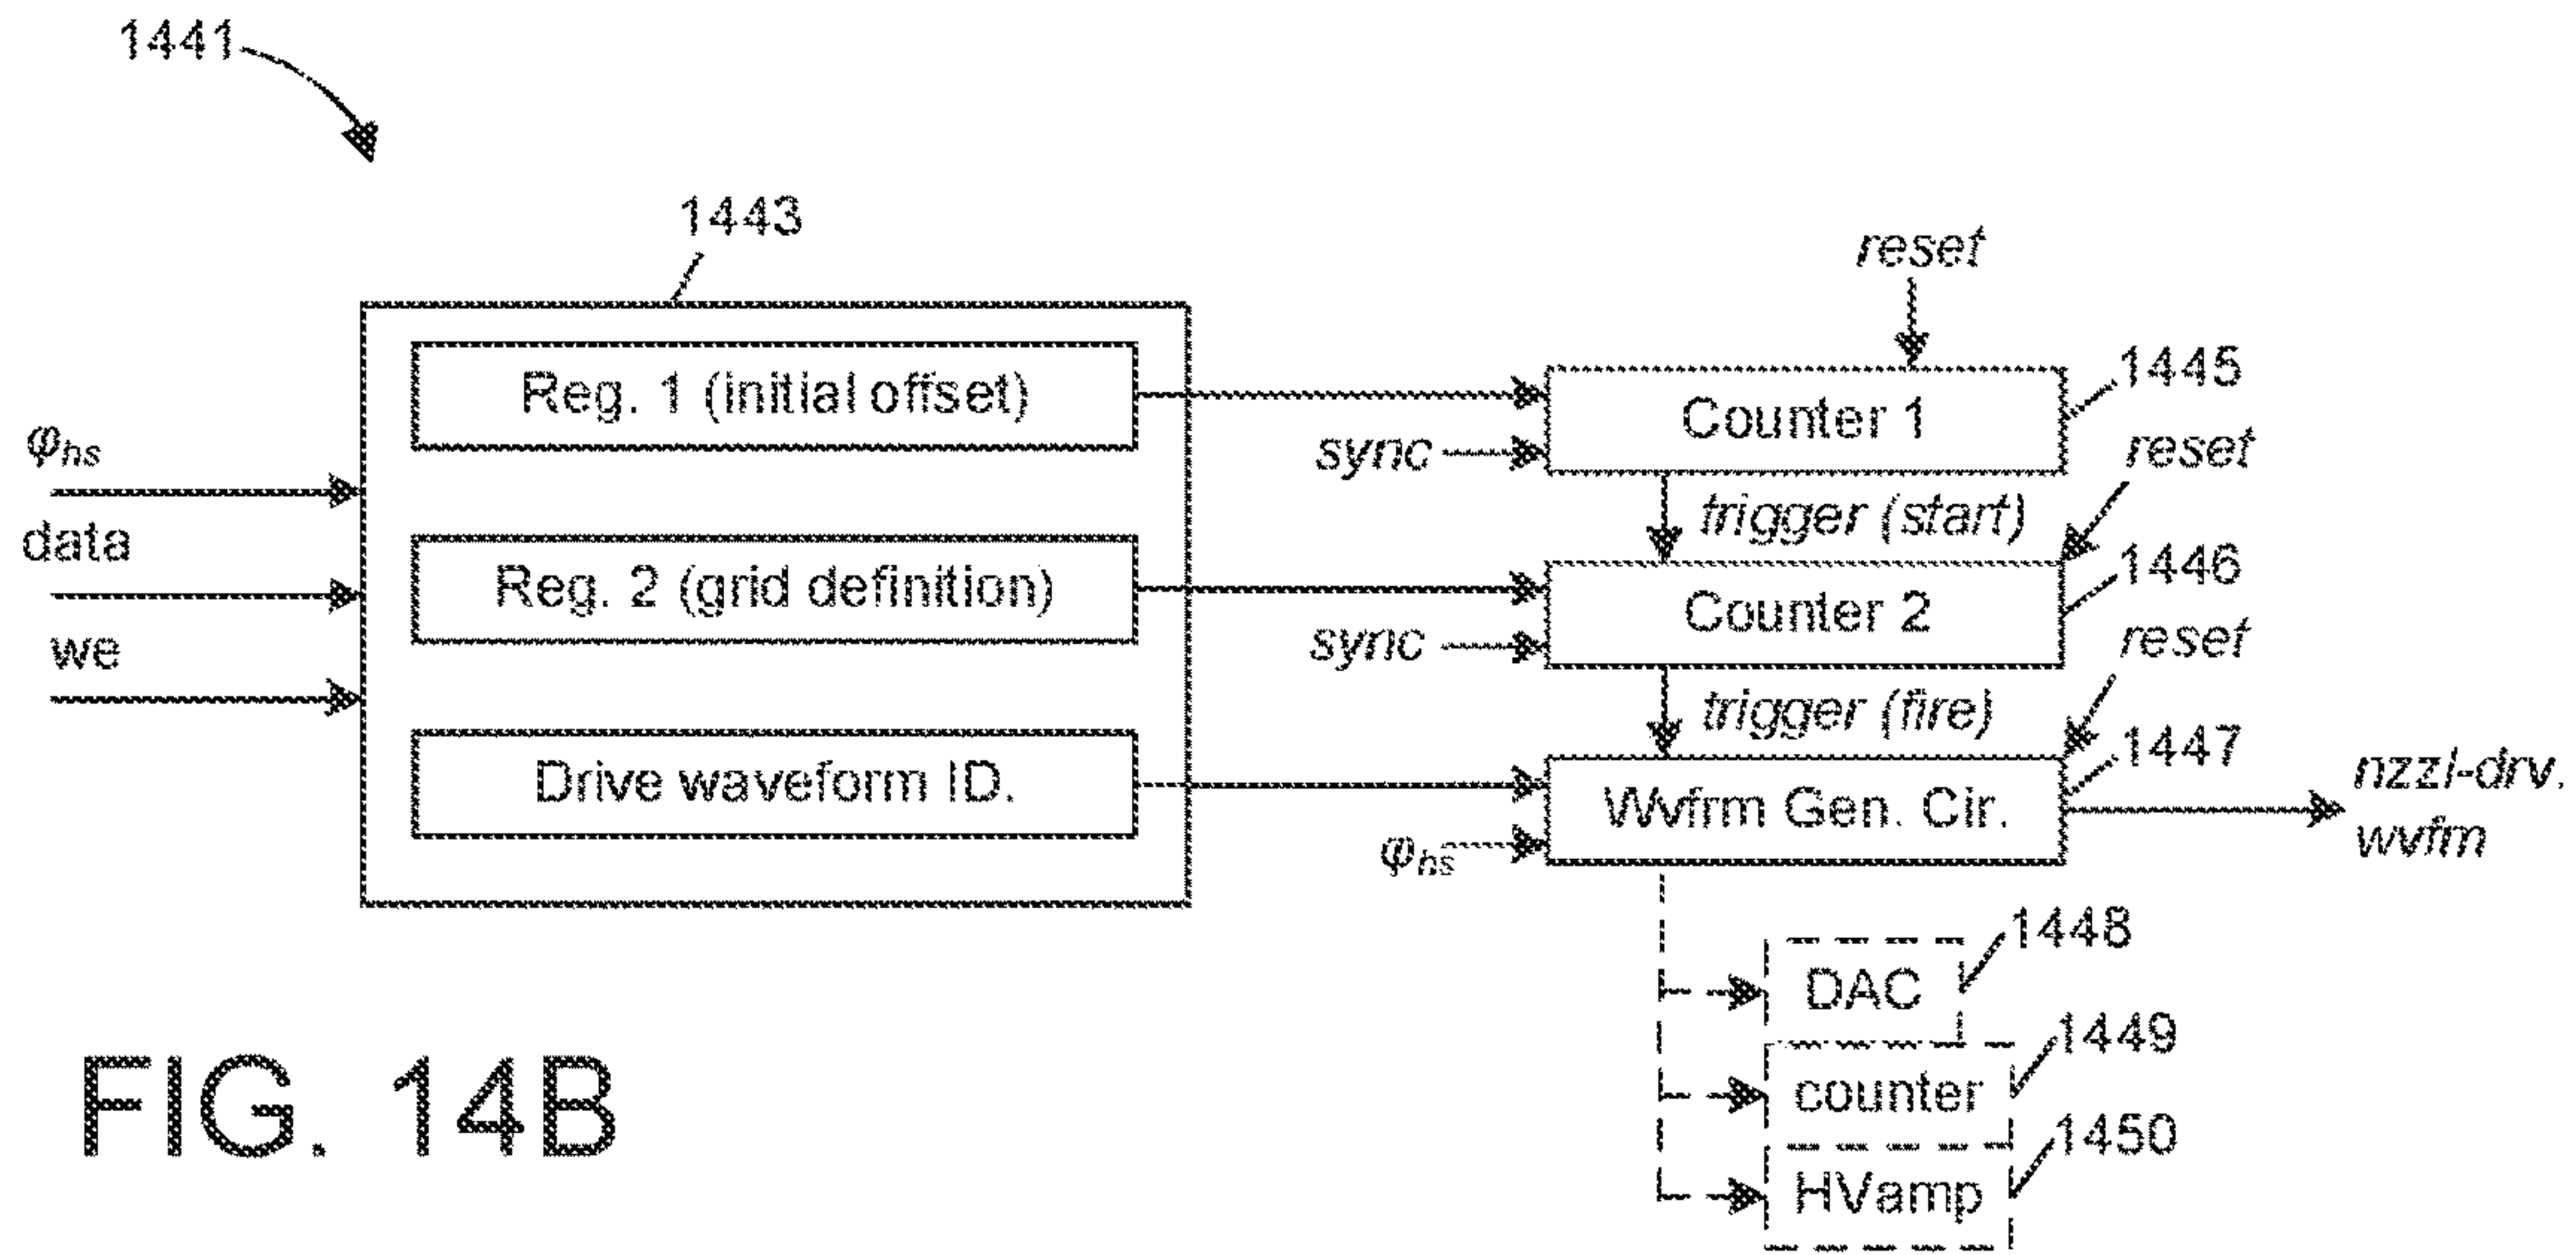 1441
1443
reset
Reg. 1 (initial offset)
Counter 1
1445
sync
reset
φhs
trigger (start)
data
Reg. 2 (grid definition)
Counter 2
1446
sync
reset
we
trigger (fire)
Drive waveform ID.
Wvfrm Gen. Cir.
1447
φhs
nzzl-drv.
wvfm
DAC
1448
counter
1449
HVamp
1450
FIG. 14B